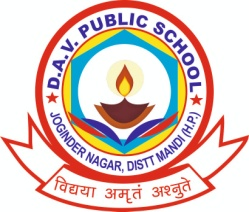 D.A.V. PUBLIC SCHOOL
JOGINDER NAGAR, DISTT MANDI (H.P.)
विद्यया अमृतं अश्नुते